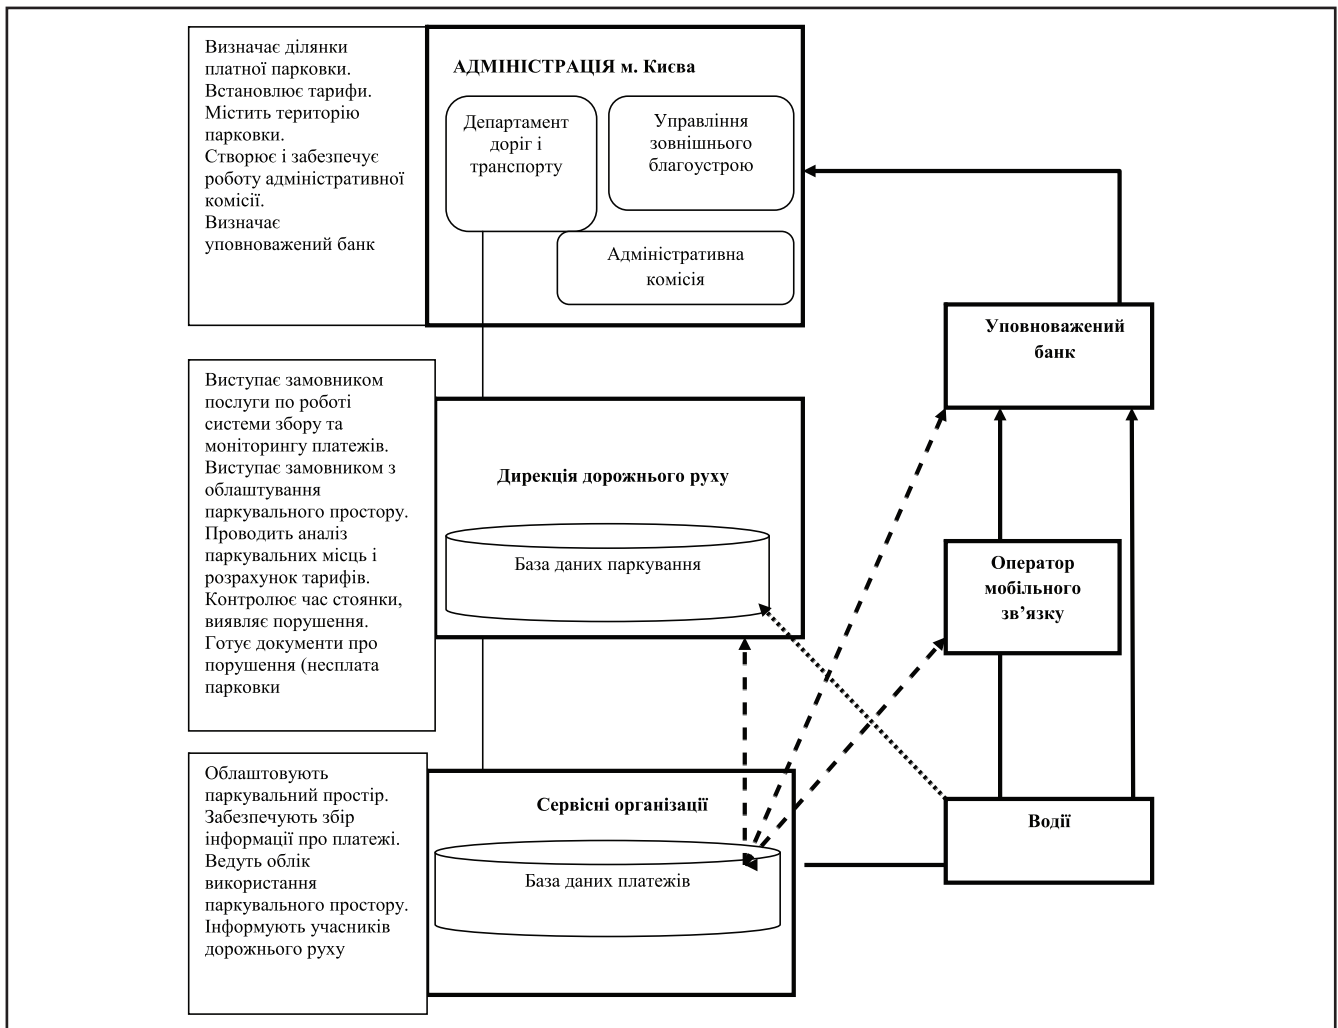 Визначає ділянки
платної парковки.
Встановлює тарифи.
Містить територію
парковки.
Створює і забезпечує
роботу адміністративної
комісії.
Визначає
уповноважений банк
АДМІНІСТРАЦІЯ м. Києва
Департамент
доріг і
транспорту
Управління
зовнішнього
благоустрою
Адміністративна
комісія
Уповноважений
банк
Виступає замовником
послуги по роботі
системи збору та
моніторингу платежів.
Виступає замовником з
облаштування
паркувального простору.
Проводить аналіз
паркувальних місць і
розрахунок тарифів.
Контролює час стоянки,
виявляє порушення.
Готує документи про
порушення (несплата
парковки
Дирекція дорожнього руху
База даних паркування
Оператор
мобільного
зв’язку
Облаштовують
паркувальний простір.
Забезпечують збір
інформації про платежі.
Ведуть облік
використання
паркувального простору.
Інформують учасників
дорожнього руху
Сервісні організації
База даних платежів
Водії